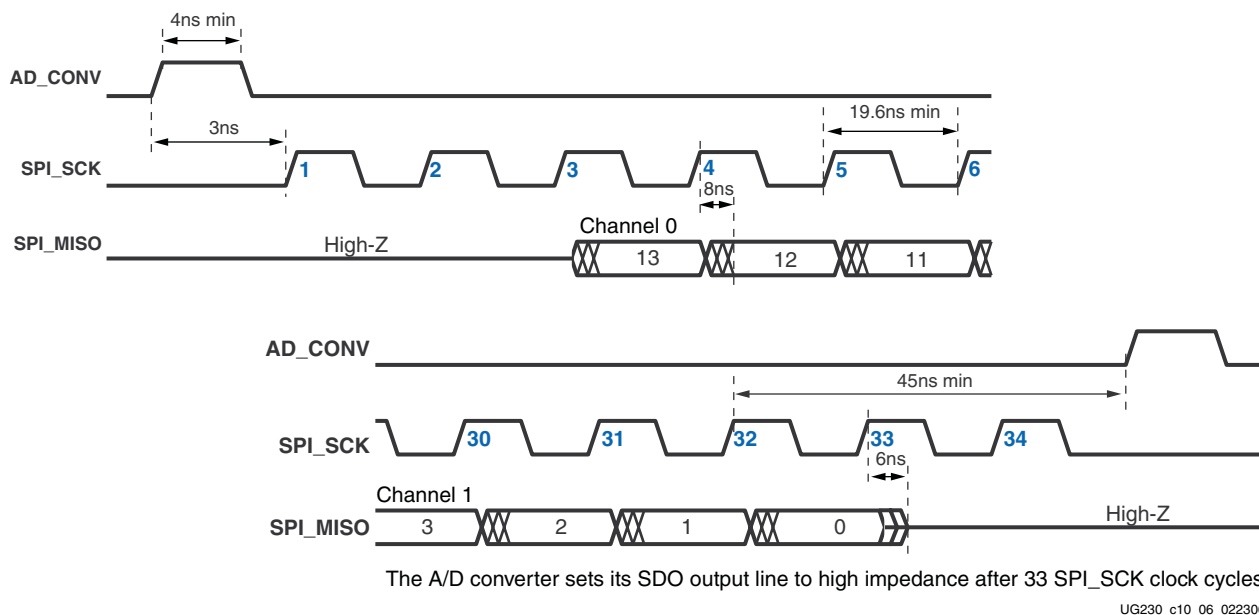 4ns min
AD_CONV
3ns
19.6ns min
SPI_SCK
1 2 3 4 5 6
8ns
Channel 0
SPI_MISO
High-Z
13 12 11
AD_CONV
45ns min
SPI_SCK
30 31 32 33 34
6ns
Channel 1
SPI_MISO
3 2 1 0
High-Z
The A/D converter sets its SDO output line to high impedance after 33 SPI_SCK clock cycles
UG230_c10_06_02230